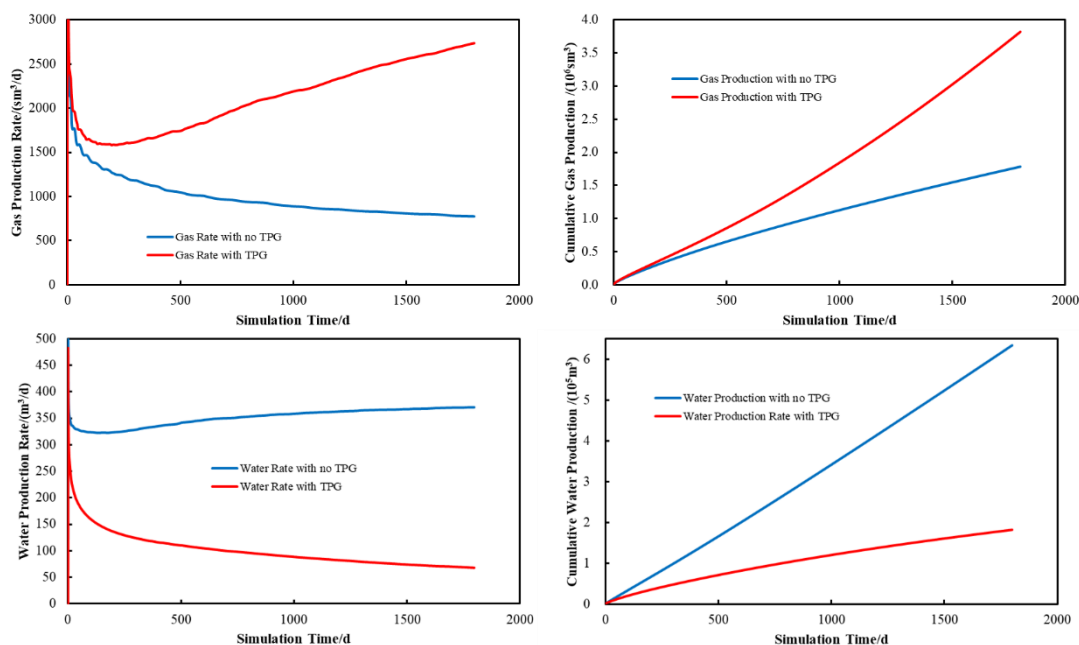 Gas Production Rate/(sm³/d)
3000
2500
2000
1500
1000
500
0
Gas Rate with no TPG
Gas Rate with TPG
0 500 1000 1500 2000
Simulation Time/d
Cumulative Gas Production /(10⁶sm³)
4.0
3.5
3.0
2.5
2.0
1.5
1.0
0.5
0.0
Gas Production with no TPG
Gas Production with TPG
0 500 1000 1500 2000
Simulation Time/d
Water Production Rate/(m³/d)
500
450
400
350
300
250
200
150
100
50
0
Water Rate with no TPG
Water Rate with TPG
0 500 1000 1500 2000
Simulation Time/d
Cumulative Water Production /(10⁵m³)
6
5
4
3
2
1
0
Water Production with no TPG
Water Production Rate with TPG
0 500 1000 1500 2000
Simulation Time/d